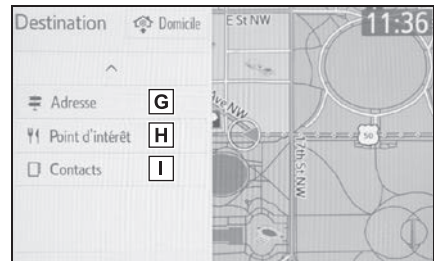 Destination Domicile
Adresse G
Point d'intérêt H
Contacts I
E St NW
11:36
Ave NW
50
17th St NW